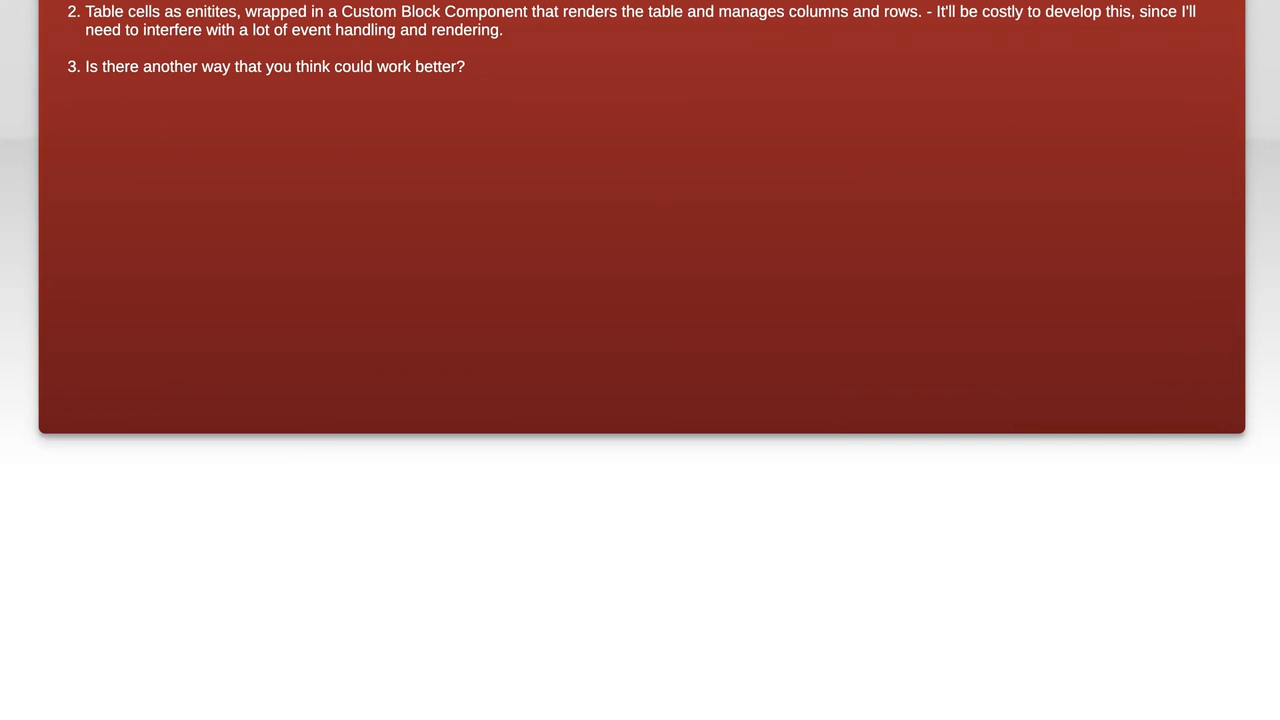 2. Table cells as enitites, wrapped in a Custom Block Component that renders the table and manages columns and rows. - It'll be costly to develop this, since I'll
need to interfere with a lot of event handling and rendering.
3. Is there another way that you think could work better?